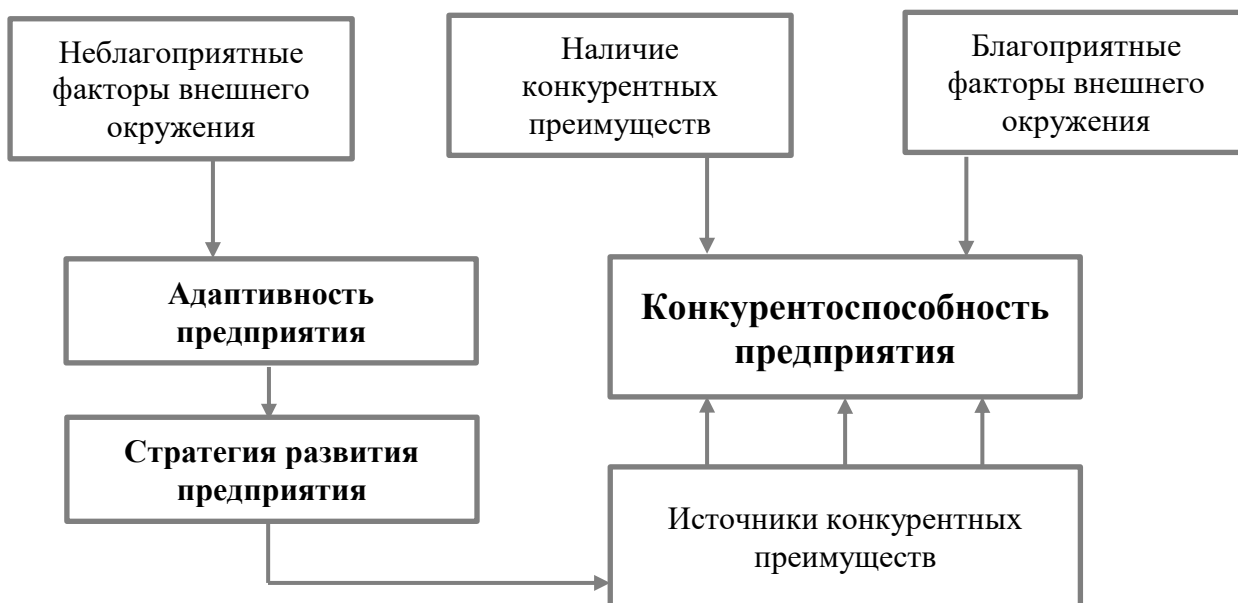 Неблагоприятные
факторы внешнего
окружения
Наличие
конкурентных
преимуществ
Благоприятные
факторы внешнего
окружения
Адаптивность
предприятия
Конкурентоспособность
предприятия
Стратегия развития
предприятия
Источники конкурентных
преимуществ